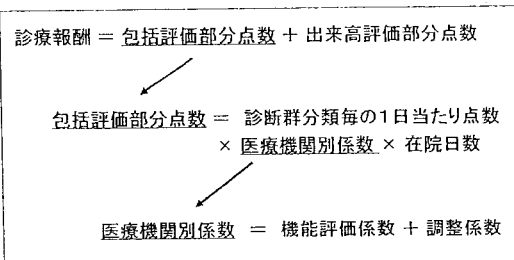 診療報酬 = 包括評価部分点数 + 出来高評価部分点数
包括評価部分点数 = 診断群分類毎の1日当たり点数
× 医療機関別係数 × 在院日数
医療機関別係数 = 機能評価係数 + 調整係数